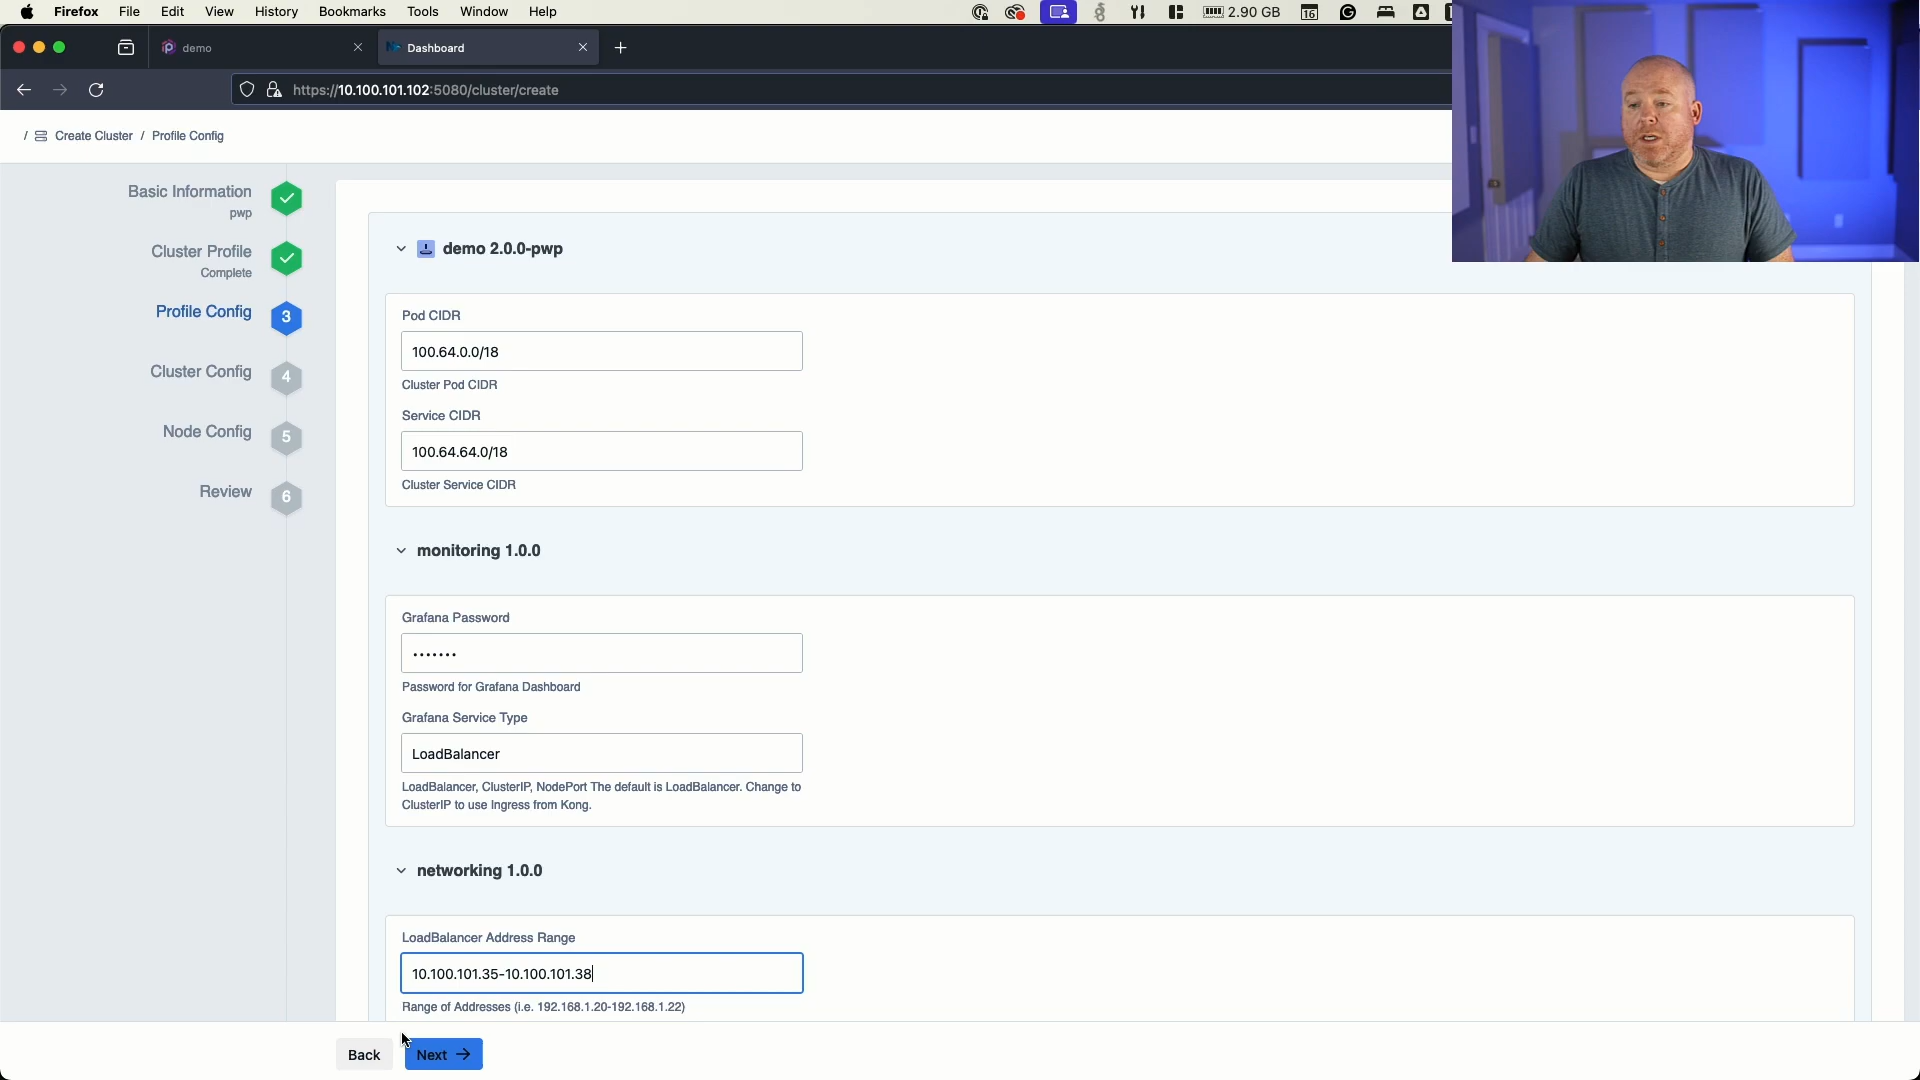 Firefox File Edit View History Bookmarks Tools Window Help
2.90 GB 16
demo
Dashboard
https://10.100.101.102:5080/cluster/create
/ Create Cluster / Profile Config
Basic Information
pwp
Cluster Profile
Complete
Profile Config 3
Cluster Config 4
Node Config 5
Review 6
demo 2.0.0-pwp
Pod CIDR
100.64.0.0/18
Cluster Pod CIDR
Service CIDR
100.64.64.0/18
Cluster Service CIDR
monitoring 1.0.0
Grafana Password
•••••••
Password for Grafana Dashboard
Grafana Service Type
LoadBalancer
LoadBalancer, ClusterIP, NodePort The default is LoadBalancer. Change to
ClusterIP to use Ingress from Kong.
networking 1.0.0
LoadBalancer Address Range
10.100.101.35-10.100.101.38
Range of Addresses (i.e. 192.168.1.20-192.168.1.22)
Back
Next →